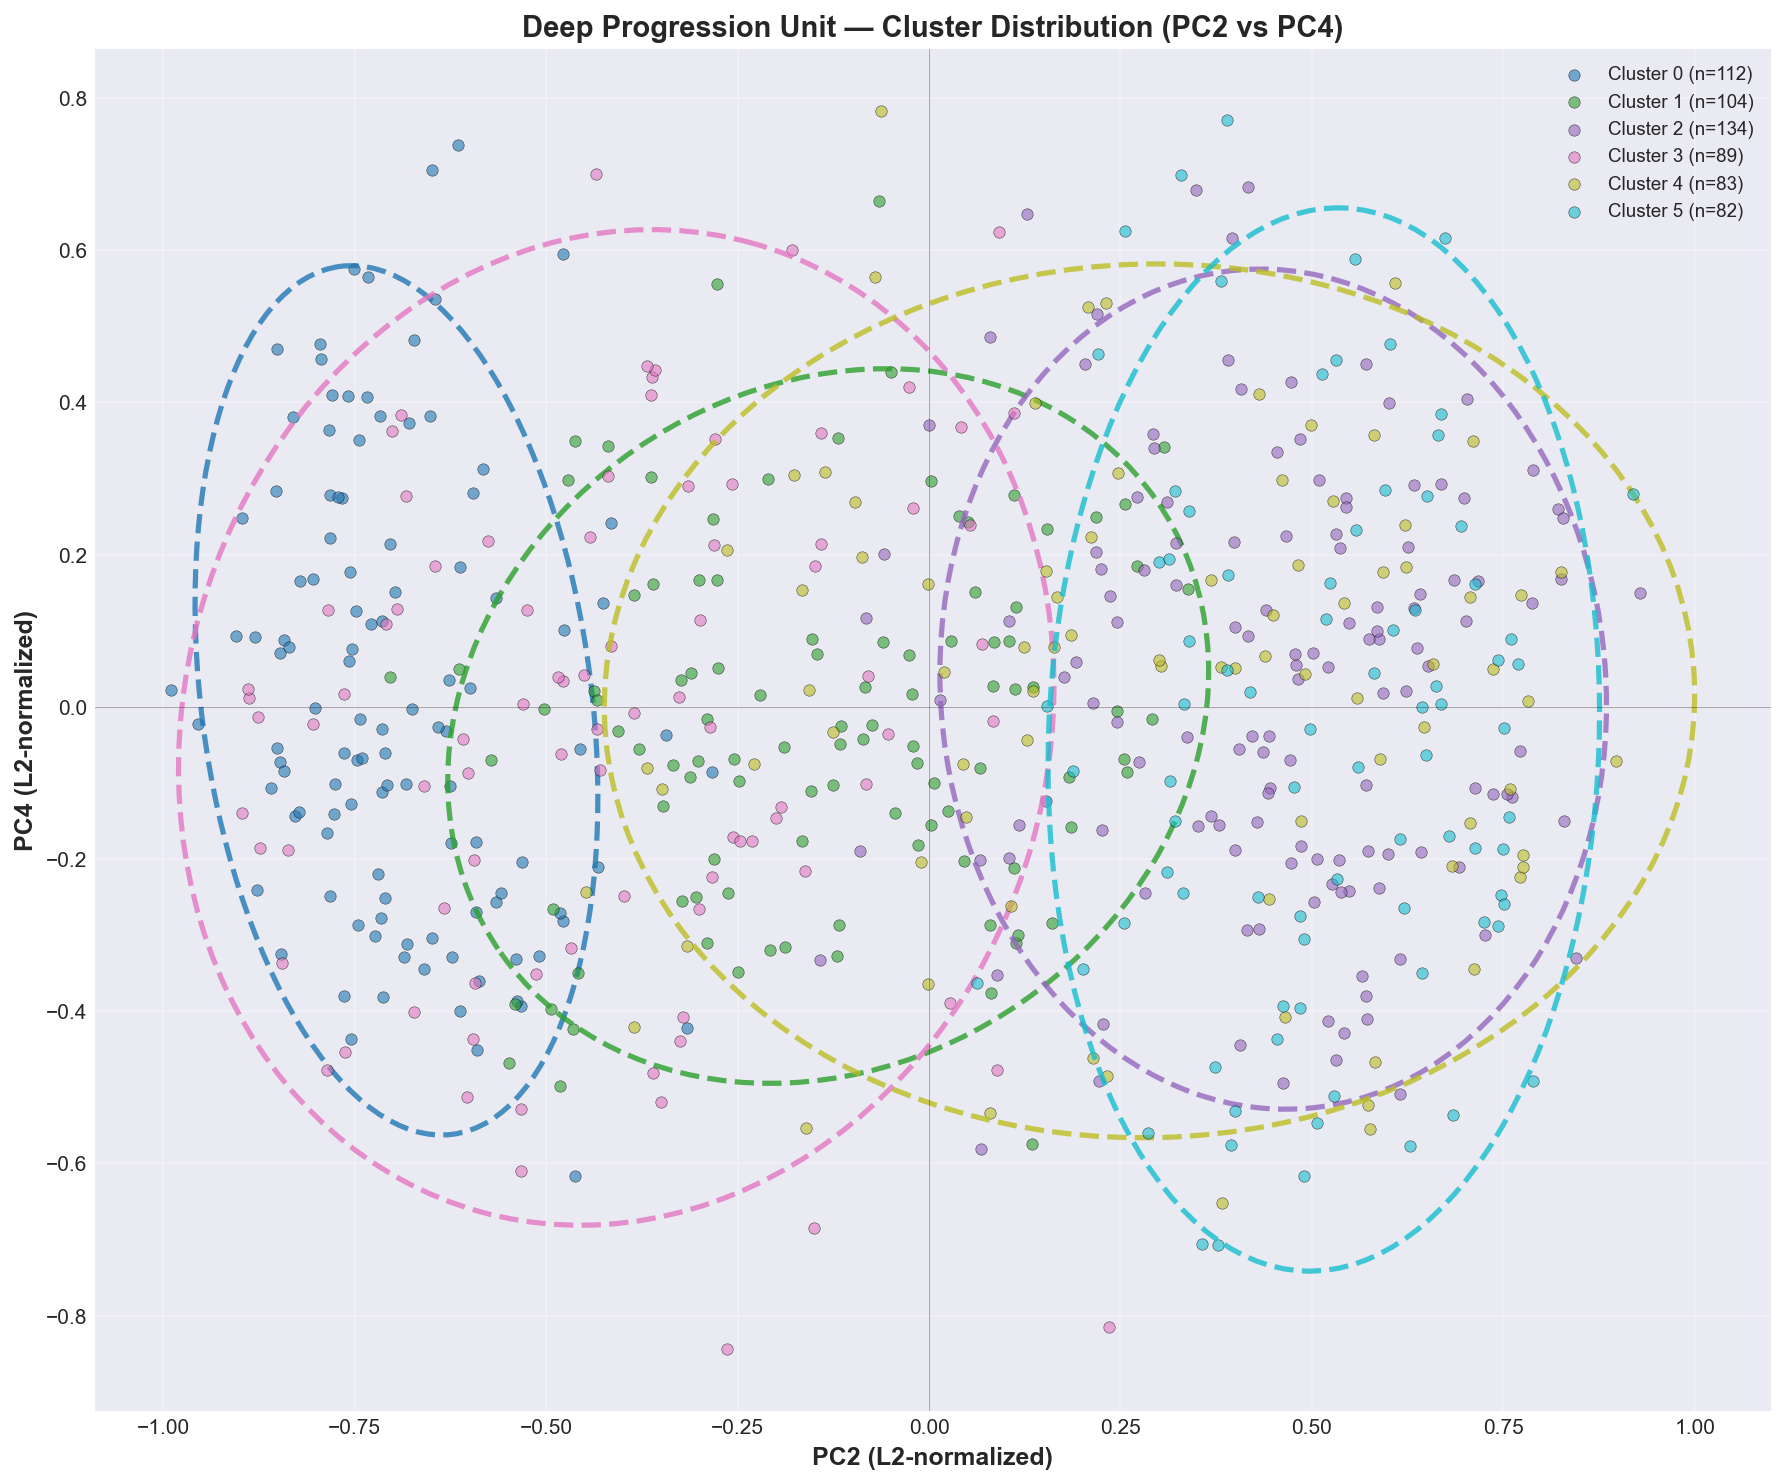 Deep Progression Unit — Cluster Distribution (PC2 vs PC4)
Cluster 0 (n=112)
Cluster 1 (n=104)
Cluster 2 (n=134)
Cluster 3 (n=89)
Cluster 4 (n=83)
Cluster 5 (n=82)
PC4 (L2-normalized)
0.8
0.6
0.4
0.2
0.0
−0.2
−0.4
−0.6
−0.8
−1.00 −0.75 −0.50 −0.25 0.00 0.25 0.50 0.75 1.00
PC2 (L2-normalized)